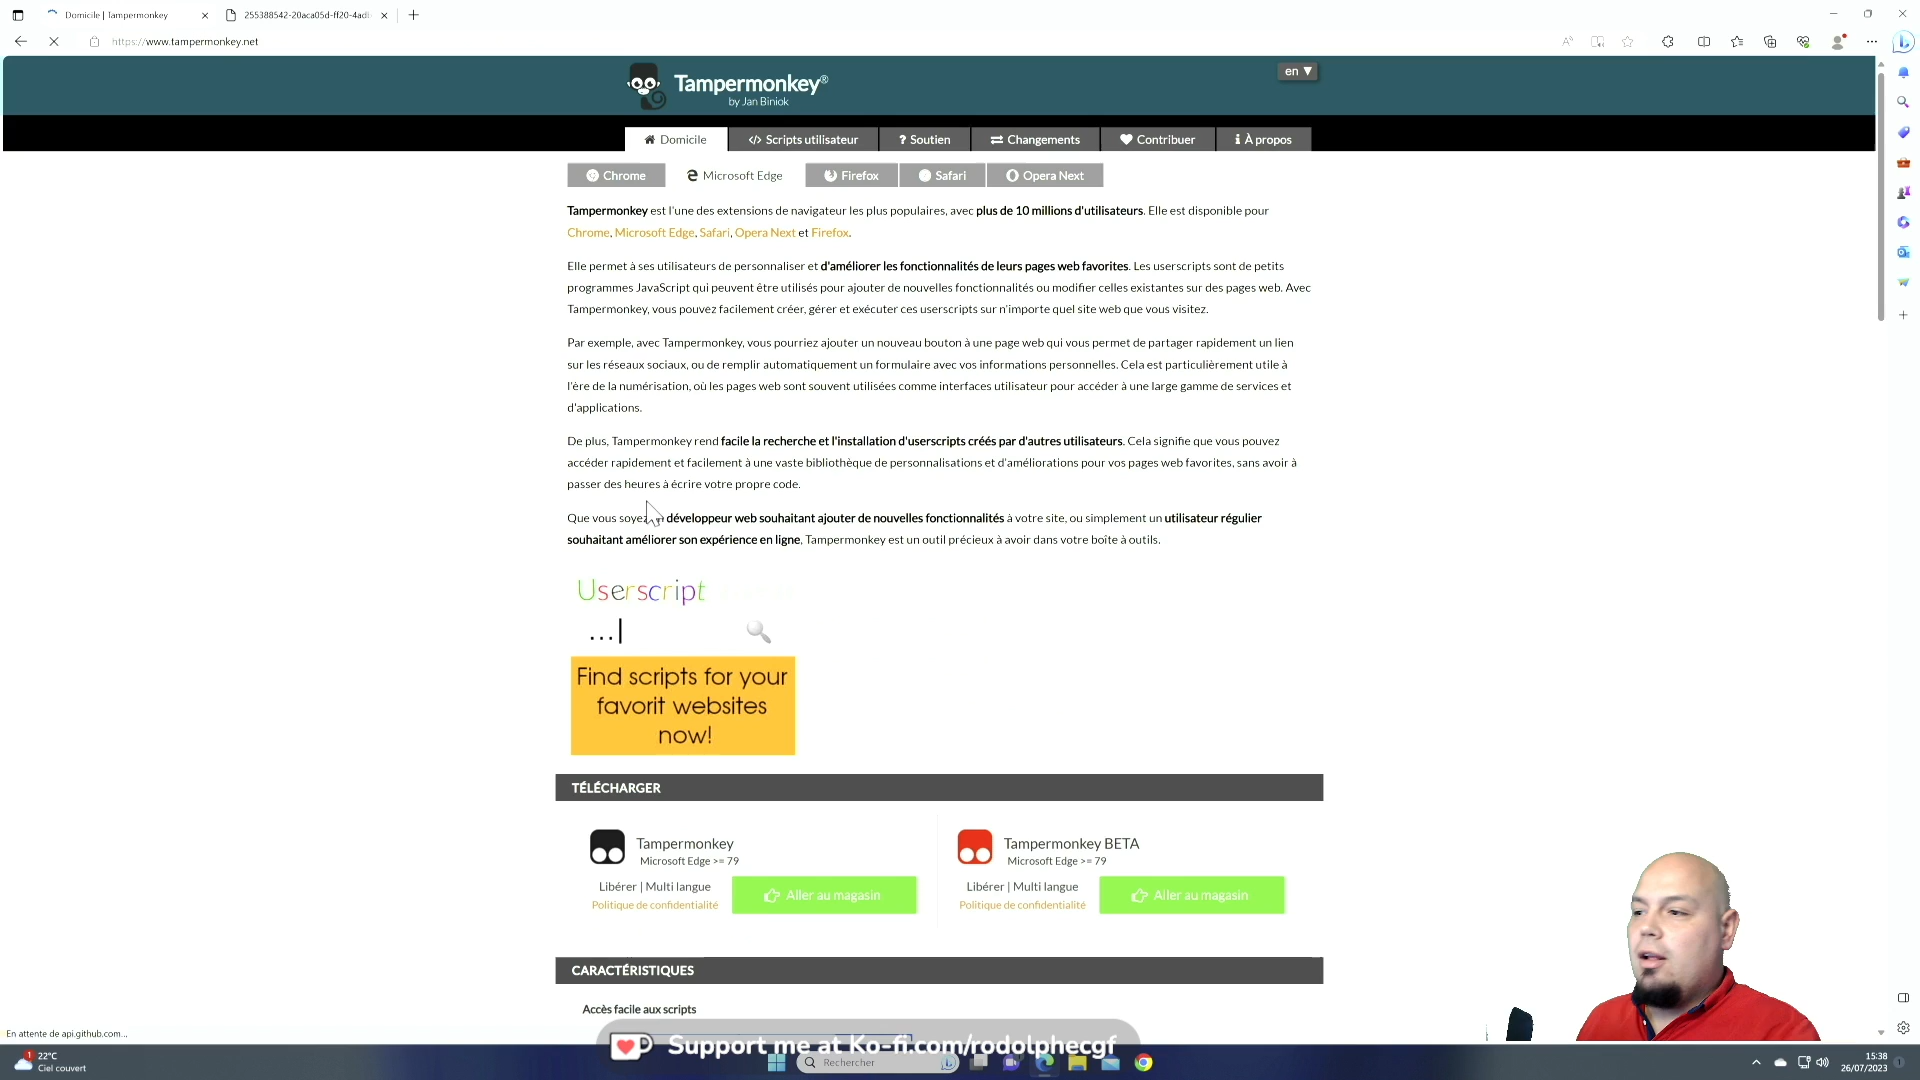 Domicile | Tampermonkey
255388542-20aca05d-ff20-4adl
https://www.tampermonkey.net
Tampermonkey®
by Jan Biniok
en ▼
Domicile
</> Scripts utilisateur
? Soutien
Changements
Contribuer
À propos
Chrome
Microsoft Edge
Firefox
Safari
Opera Next
Tampermonkey est l'une des extensions de navigateur les plus populaires, avec plus de 10 millions d'utilisateurs. Elle est disponible pour
Chrome, Microsoft Edge, Safari, Opera Next et Firefox.
Elle permet à ses utilisateurs de personnaliser et d'améliorer les fonctionnalités de leurs pages web favorites. Les userscripts sont de petits
programmes JavaScript qui peuvent être utilisés pour ajouter de nouvelles fonctionnalités ou modifier celles existantes sur des pages web. Avec
Tampermonkey, vous pouvez facilement créer, gérer et exécuter ces userscripts sur n'importe quel site web que vous visitez.
Par exemple, avec Tampermonkey, vous pourriez ajouter un nouveau bouton à une page web qui vous permet de partager rapidement un lien
sur les réseaux sociaux, ou de remplir automatiquement un formulaire avec vos informations personnelles. Cela est particulièrement utile à
l'ère de la numérisation, où les pages web sont souvent utilisées comme interfaces utilisateur pour accéder à une large gamme de services et
d'applications.
De plus, Tampermonkey rend facile la recherche et l'installation d'userscripts créés par d'autres utilisateurs. Cela signifie que vous pouvez
accéder rapidement et facilement à une vaste bibliothèque de personnalisations et d'améliorations pour vos pages web favorites, sans avoir à
passer des heures à écrire votre propre code.
Que vous soyez développeur web souhaitant ajouter de nouvelles fonctionnalités à votre site, ou simplement un utilisateur régulier
souhaitant améliorer son expérience en ligne, Tampermonkey est un outil précieux à avoir dans votre boîte à outils.
Userscript
...|
Find scripts for your
favorit websites
now!
TÉLÉCHARGER
Tampermonkey
Microsoft Edge >= 79
Libérer | Multi langue
Politique de confidentialité
Aller au magasin
Tampermonkey BETA
Microsoft Edge >= 79
Libérer | Multi langue
Politique de confidentialité
Aller au magasin
CARACTÉRISTIQUES
Accès facile aux scripts
En attente de api.github.com...
Support me at Ko-fi.com/rodolphecgf
1
22°C
Ciel couvert
Rechercher
15:38
26/07/2023